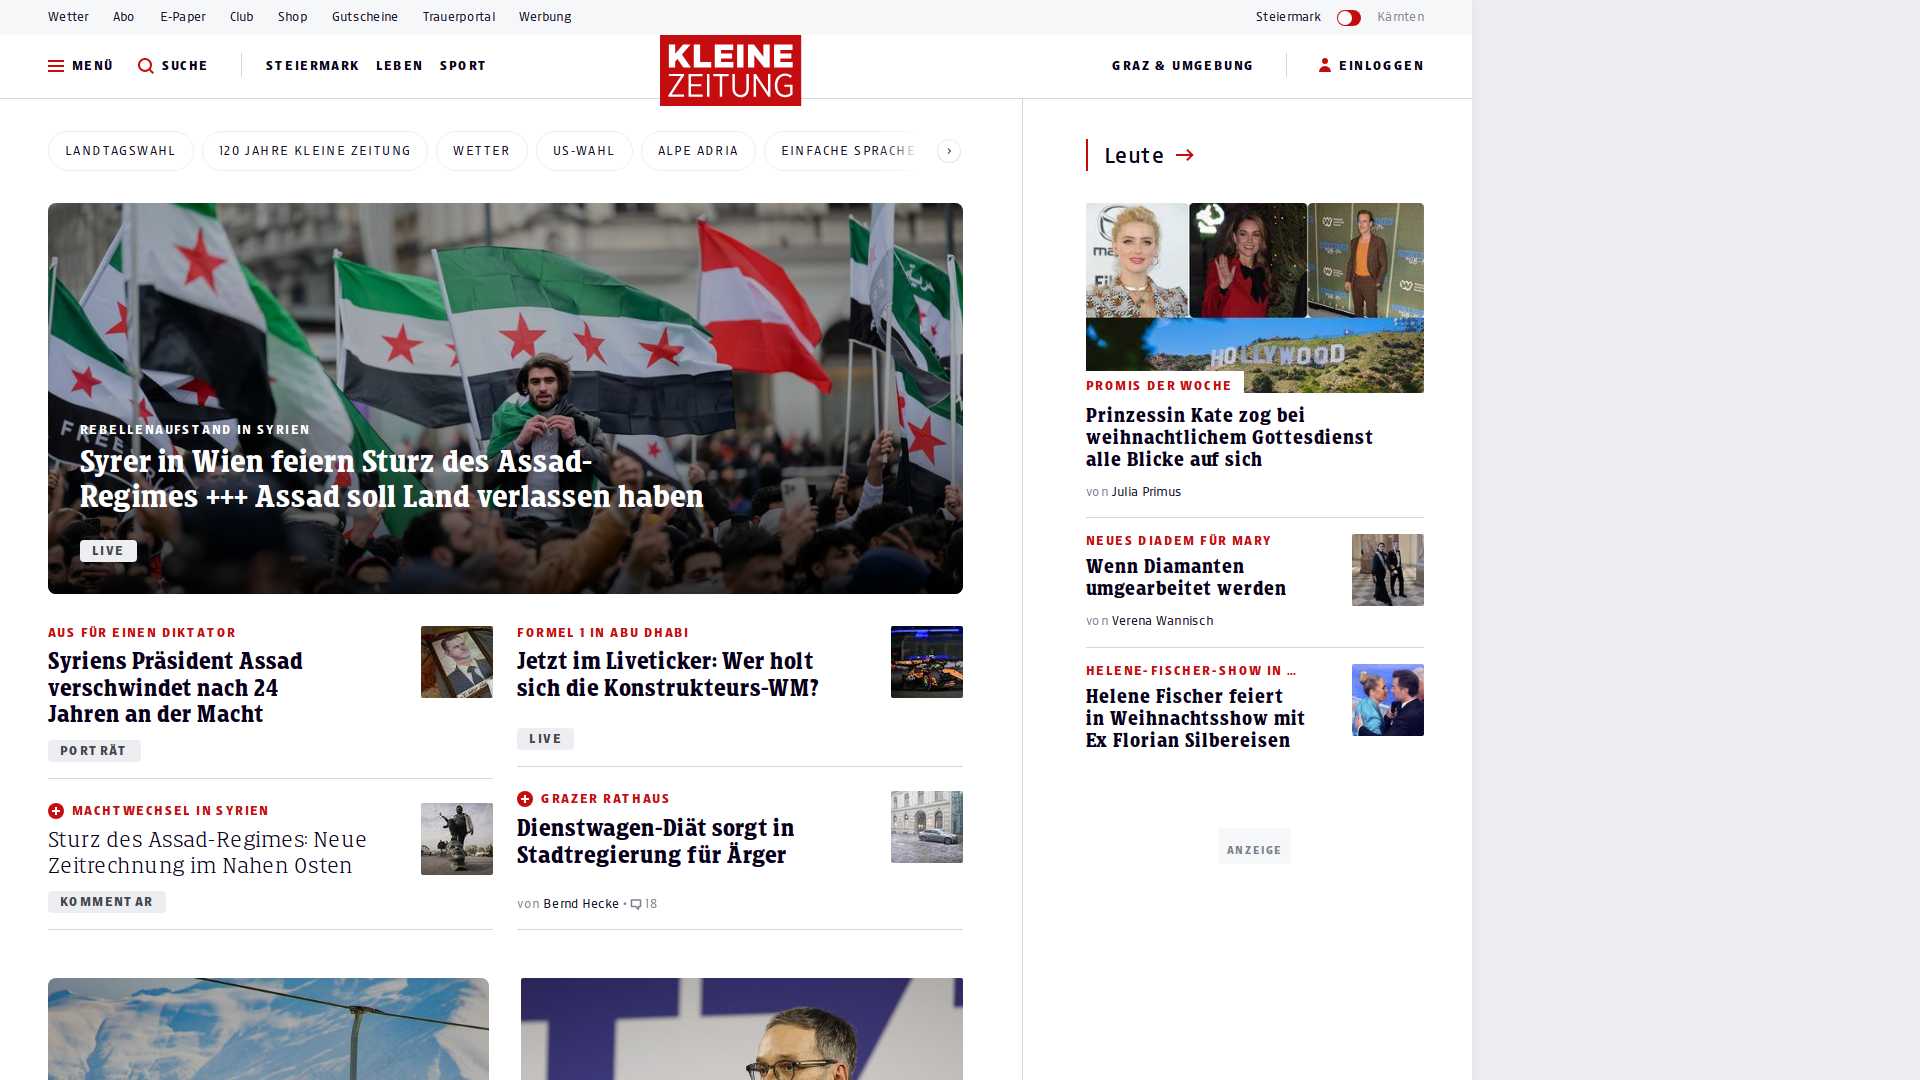 Wetter Abo E-Paper Club Shop Gutscheine Trauerportal Werbung Steiermark Kärnten
MENÜ SUCHE STEIERMARK LEBEN SPORT KLEINE ZEITUNG GRAZ & UMGEBUNG EINLOGGEN
LANDTAGSWAHL 120 JAHRE KLEINE ZEITUNG WETTER US-WAHL ALPE ADRIA EINFACHE SPRACHE
REBELLENAUFSTAND IN SYRIEN
Syrer in Wien feiern Sturz des Assad-
Regimes +++ Assad soll Land verlassen haben
LIVE
AUS FÜR EINEN DIKTATOR
Syriens Präsident Assad
verschwindet nach 24
Jahren an der Macht
PORTRÄT
MACHTWECHSEL IN SYRIEN
Sturz des Assad-Regimes: Neue
Zeitrechnung im Nahen Osten
KOMMENTAR
FORMEL 1 IN ABU DHABI
Jetzt im Liveticker: Wer holt
sich die Konstrukteurs-WM?
LIVE
GRAZER RATHAUS
Dienstwagen-Diät sorgt in
Stadtregierung für Ärger
von Bernd Hecke • 18
Leute
HOLLYWOOD
PROMIS DER WOCHE
Prinzessin Kate zog bei
weihnachtlichem Gottesdienst
alle Blicke auf sich
von Julia Primus
NEUES DIADEM FÜR MARY
Wenn Diamanten
umgearbeitet werden
von Verena Wannisch
HELENE-FISCHER-SHOW IN ...
Helene Fischer feiert
in Weihnachtsshow mit
Ex Florian Silbereisen
ANZEIGE